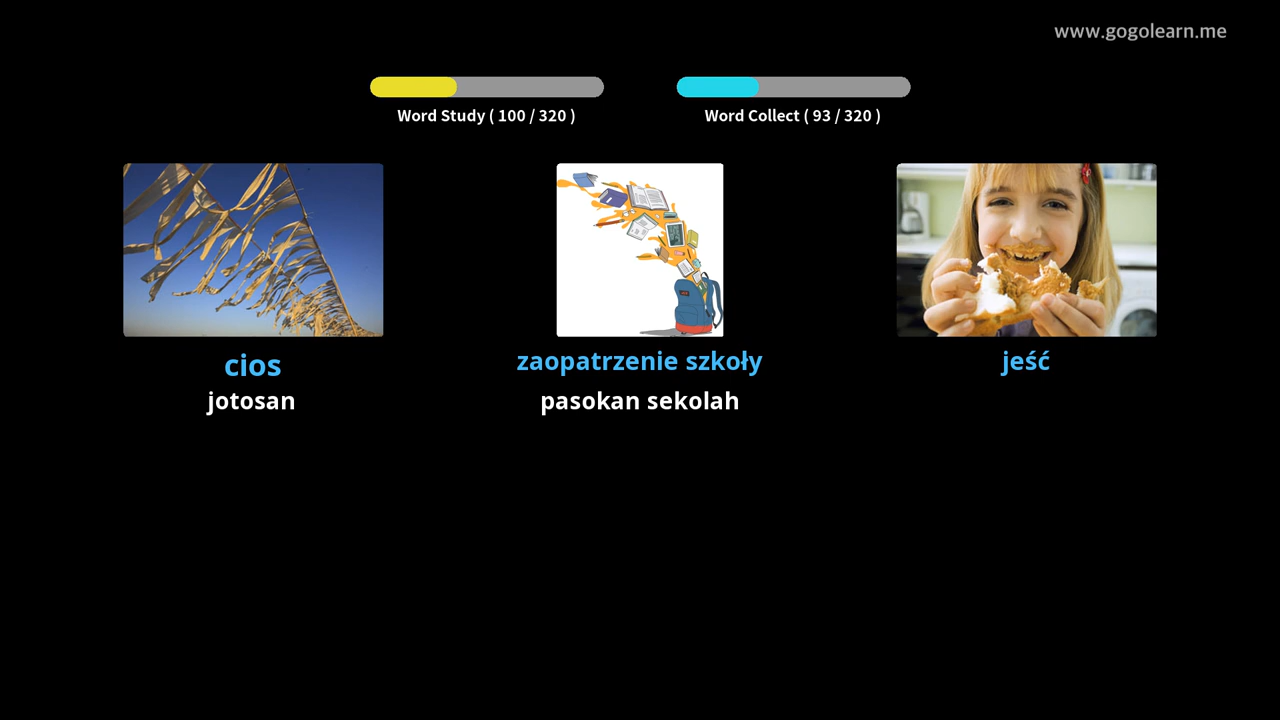 www.gogolearn.me
Word Study ( 100 / 320 )
Word Collect ( 93 / 320 )
cios
zaopatrzenie szkoły
jeść
jotosan
pasokan sekolah